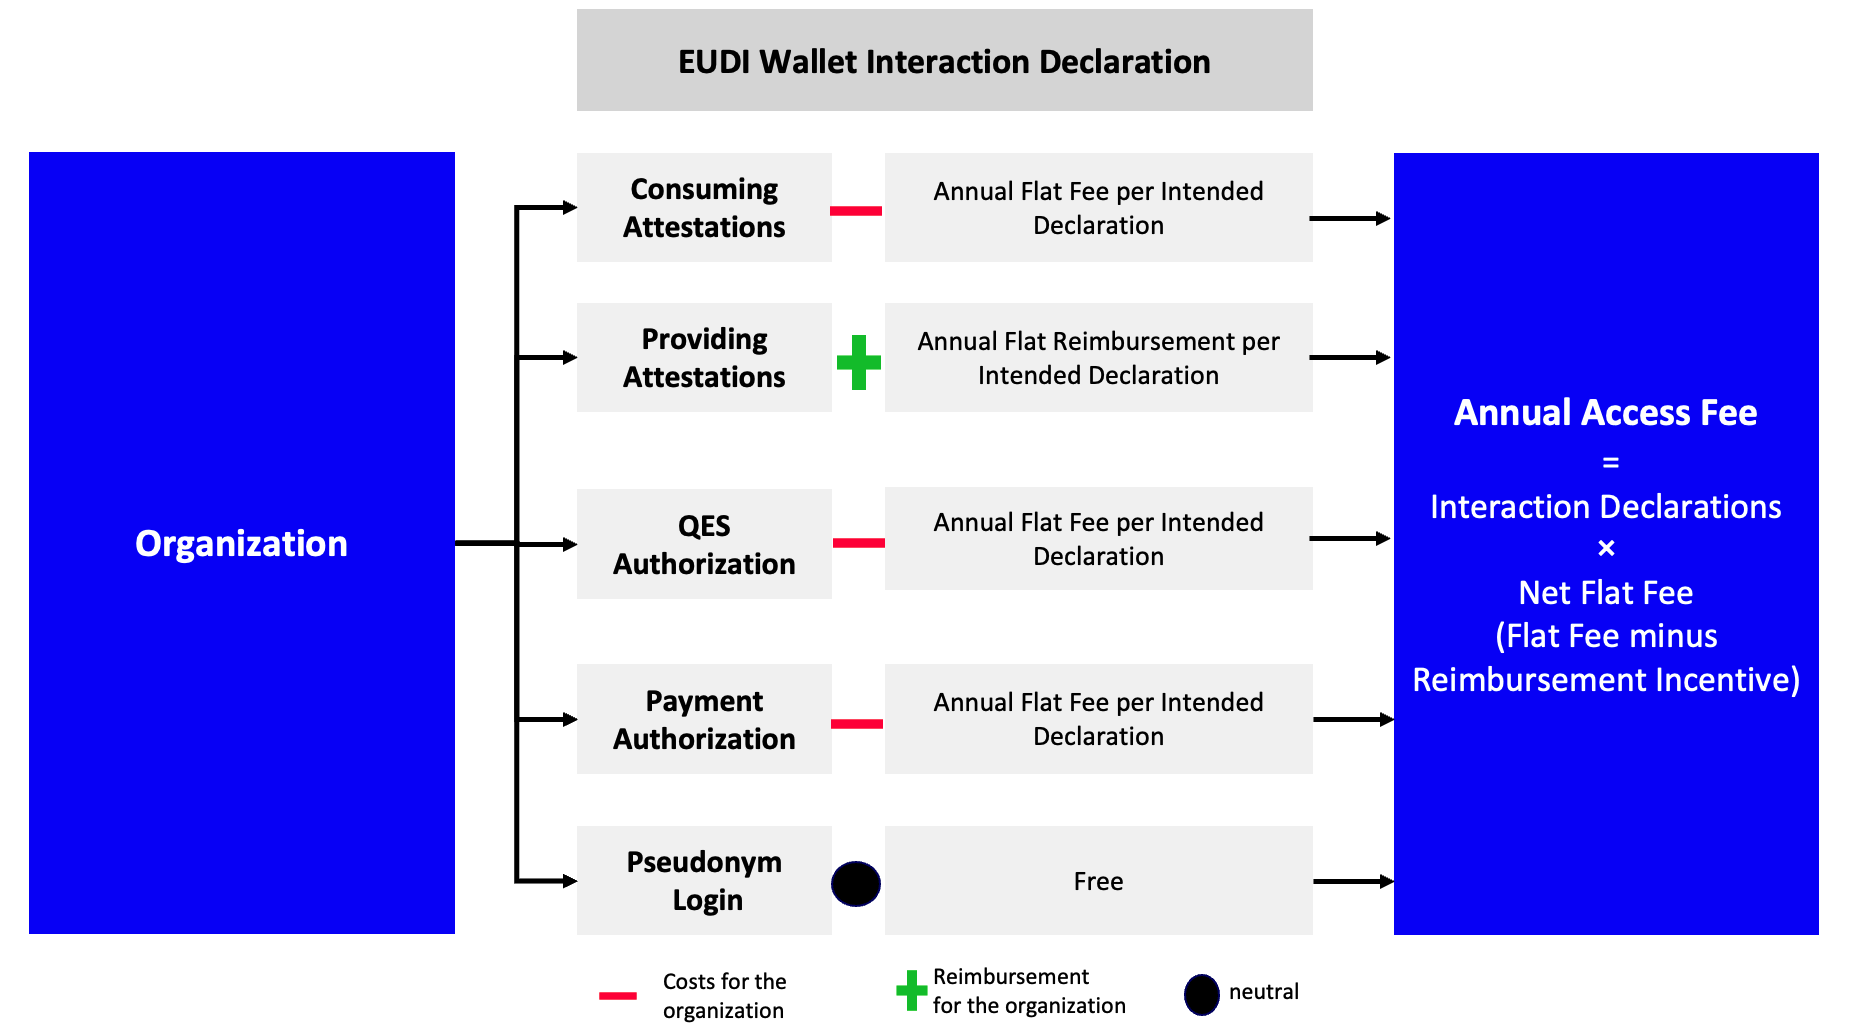 EUDI Wallet Interaction Declaration
Organization
Consuming
Attestations
Annual Flat Fee per Intended
Declaration
Providing
Attestations
Annual Flat Reimbursement per
Intended Declaration
QES
Authorization
Annual Flat Fee per Intended
Declaration
Payment
Authorization
Annual Flat Fee per Intended
Declaration
Pseudonym
Login
Free
Annual Access Fee
=
Interaction Declarations
×
Net Flat Fee
(Flat Fee minus
Reimbursement Incentive)
Costs for the
organization
Reimbursement
for the organization
neutral